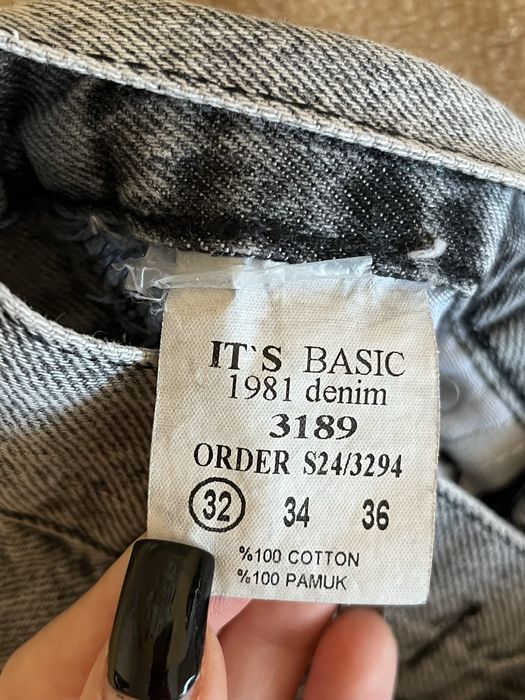 IT`S BASIC
1981 denim
3189
ORDER S24/3294
32 34 36
%100 COTTON
%100 PAMUK